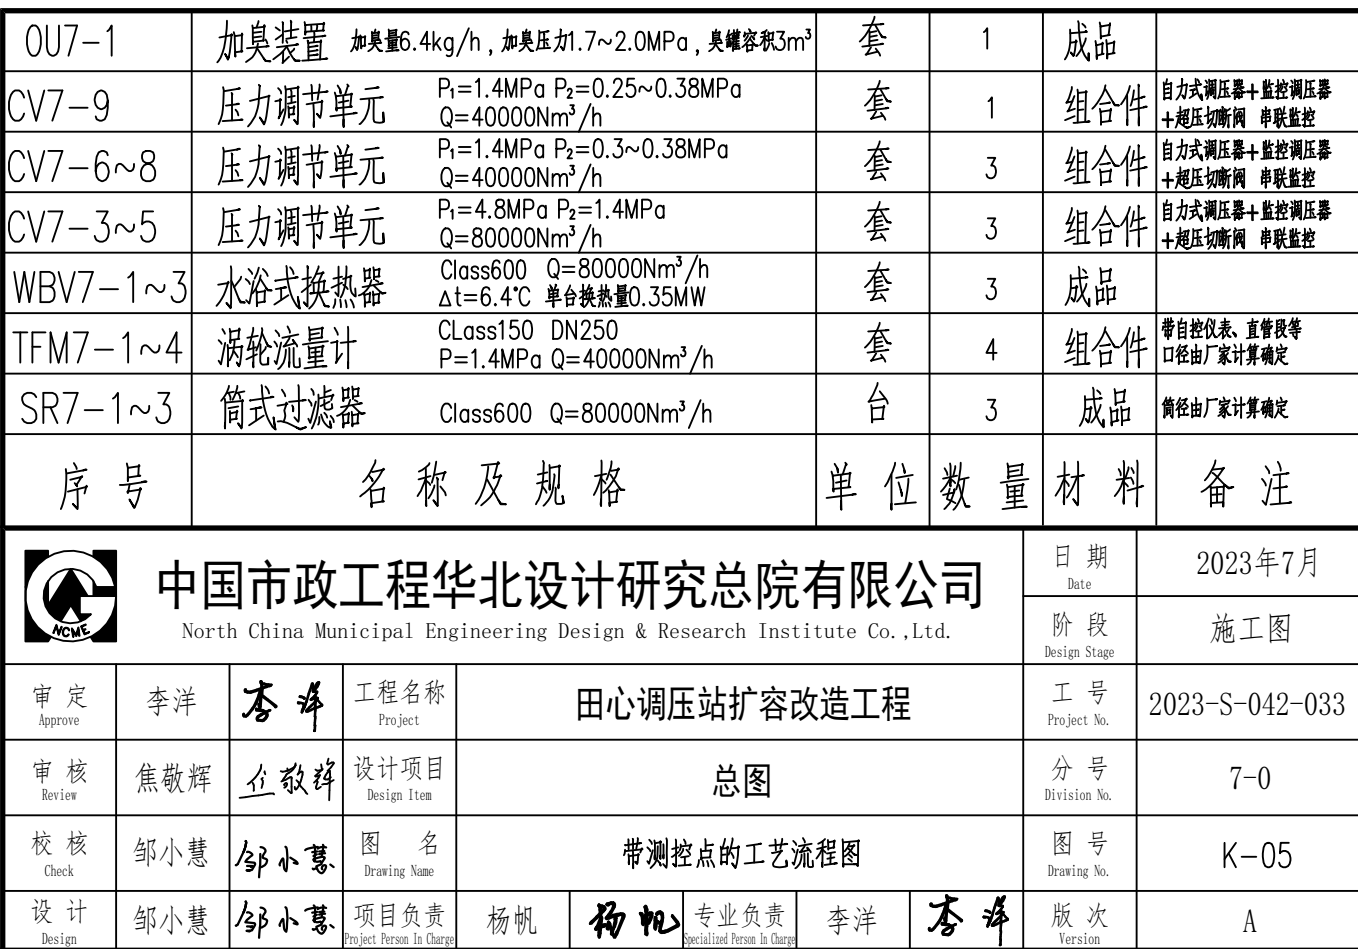 OU7-1 加臭装置 加臭量6.4kg/h,加臭压力1.7~2.0MPa,臭罐容积3m³ 套 1 成品
CV7-9 压力调节单元 P₁=1.4MPa P₂=0.25~0.38MPa 套 1 组合件 自力式调压器+监控调压器
Q=40000Nm³/h +超压切断阀 串联监控
CV7-6~8 压力调节单元 P₁=1.4MPa P₂=0.3~0.38MPa 套 3 组合件 自力式调压器+监控调压器
Q=40000Nm³/h +超压切断阀 串联监控
CV7-3~5 压力调节单元 P₁=4.8MPa P₂=1.4MPa 套 3 组合件 自力式调压器+监控调压器
Q=80000Nm³/h +超压切断阀 串联监控
WBV7-1~3 水浴式换热器 Class600 Q=80000Nm³/h 套 3 成品
Δt=6.4℃ 单台换热量0.35MW
TFM7-1~4 涡轮流量计 CLass150 DN250 套 4 组合件 带自控仪表、直管段等
P=1.4MPa Q=40000Nm³/h 口径由厂家计算确定
SR7-1~3 筒式过滤器 Class600 Q=80000Nm³/h 台 3 成品 筒径由厂家计算确定
序号 名称及规格 单位 数量 材料 备注
NCME
中国市政工程华北设计研究总院有限公司
North China Municipal Engineering Design & Research Institute Co.,Ltd.
日期 2023年7月
Date
阶段 施工图
Design Stage
审定 李洋 李洋 工程名称 田心调压站扩容改造工程 工号 2023-S-042-033
Approve Project Project No.
审核 焦敬辉 焦敬辉 设计项目 总图 分号 7-0
Review Design Item Division No.
校核 邹小慧 邹小慧 图名 带测控点的工艺流程图 图号 K-05
Check Drawing Name Drawing No.
设计 邹小慧 邹小慧 项目负责 杨帆 杨帆 专业负责 李洋 李洋 版次 A
Design Project Person In Charge Specialized Person In Charge Version